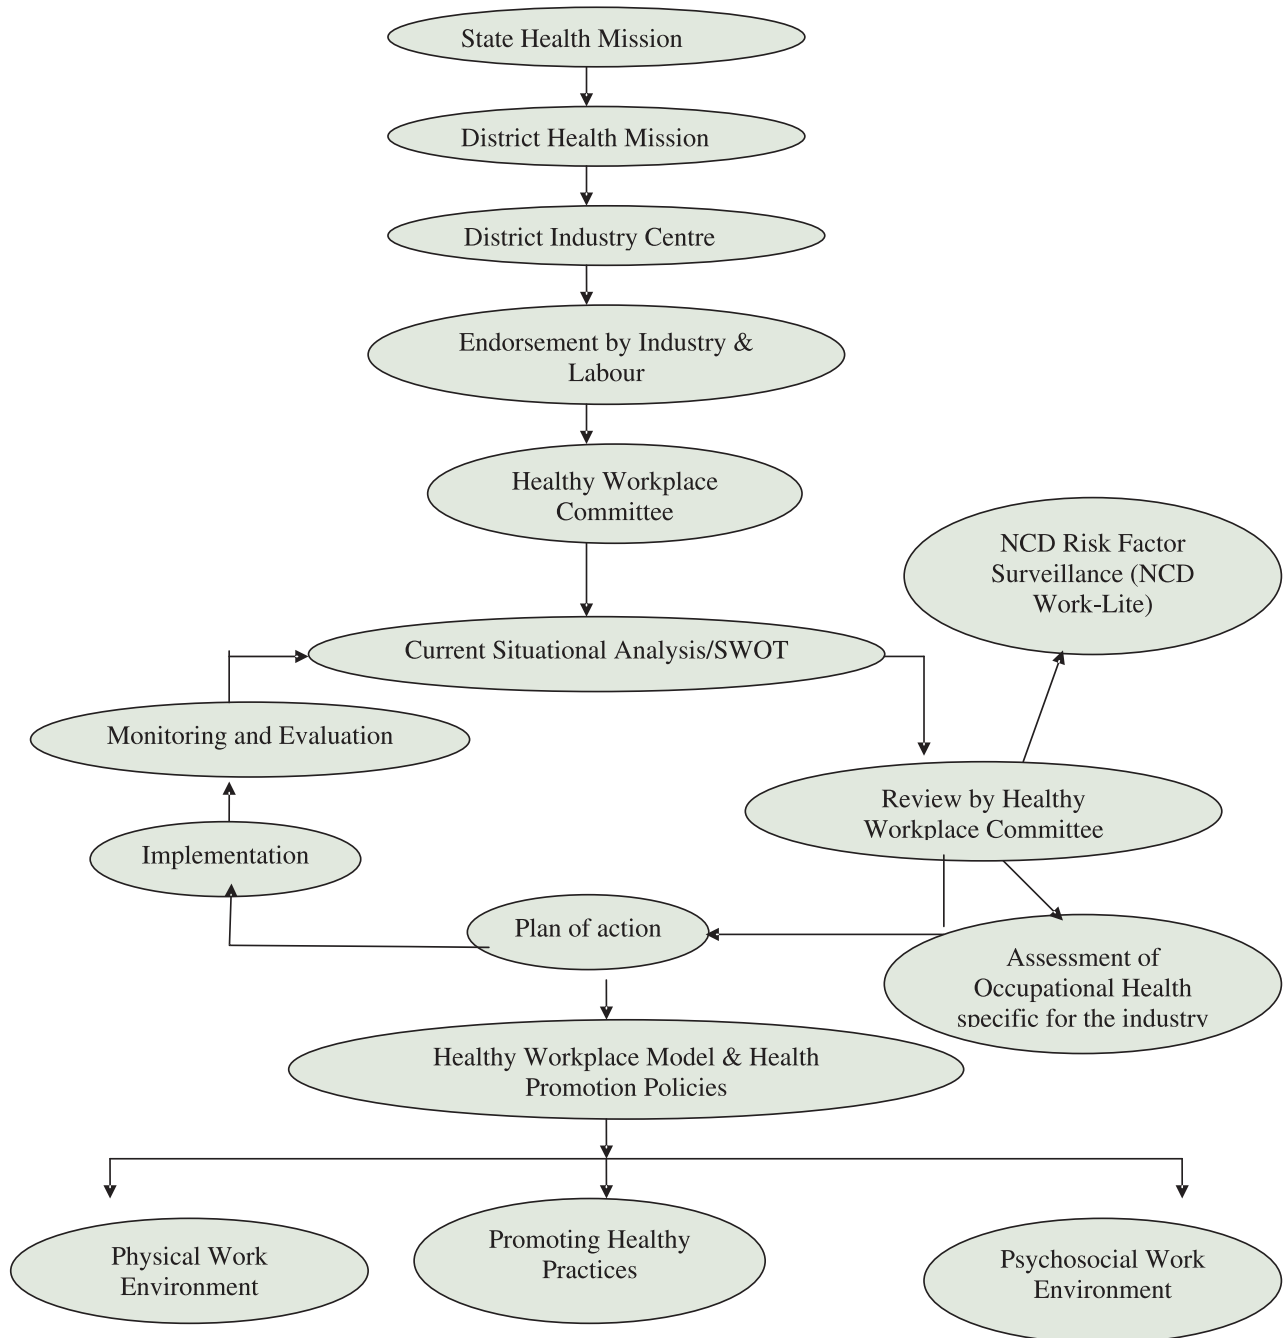 State Health Mission
District Health Mission
District Industry Centre
Endorsement by Industry &
Labour
Healthy Workplace
Committee
NCD Risk Factor
Surveillance (NCD
Work-Lite)
Current Situational Analysis/SWOT
Monitoring and Evaluation
Review by Healthy
Workplace Committee
Implementation
Plan of action
Assessment of
Occupational Health
specific for the industry
Healthy Workplace Model & Health
Promotion Policies
Physical Work
Environment
Promoting Healthy
Practices
Psychosocial Work
Environment